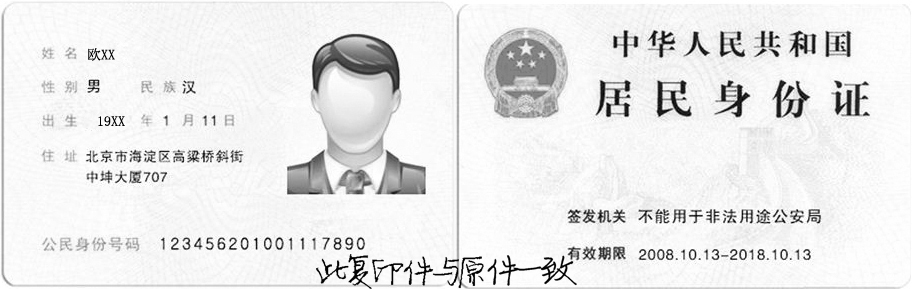 姓名 欧XX
性别 男 民族 汉
出生 19XX 年 1 月 11 日
住址 北京市海淀区高粱桥斜街
中坤大厦707
公民身份号码 123456201001117890
中华人民共和国
居民身份证
签发机关 不能用于非法用途公安局
有效期限 2008.10.13-2018.10.13
此复印件与原件一致